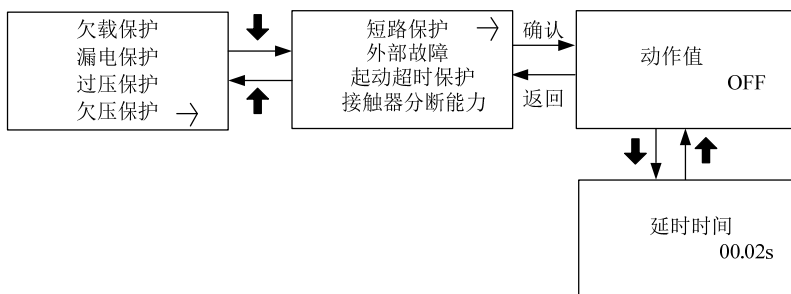 欠载保护
漏电保护
过压保护
欠压保护
短路保护
外部故障
起动超时保护
接触器分断能力
确认
返回
动作值
OFF
延时时间
00.02s